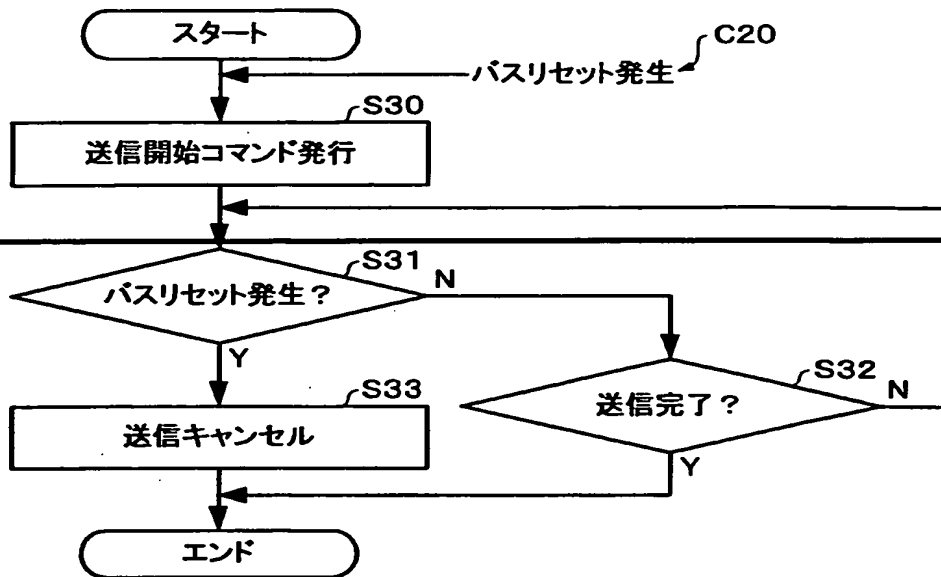 スタート
C20
バスリセット発生
S30
送信開始コマンド発行
S31
バスリセット発生？
N
Y
S32
送信完了？
N
Y
S33
送信キャンセル
エンド